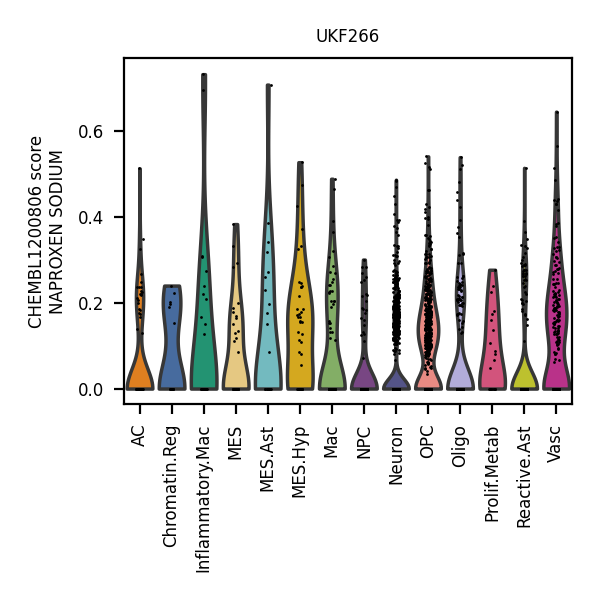 UKF266
CHEMBL1200806 score
NAPROXEN SODIUM
0.6
0.4
0.2
0.0
AC
Chromatin.Reg
Inflammatory.Mac
MES
MES.Ast
MES.Hyp
Mac
NPC
Neuron
OPC
Oligo
Prolif.Metab
Reactive.Ast
Vasc